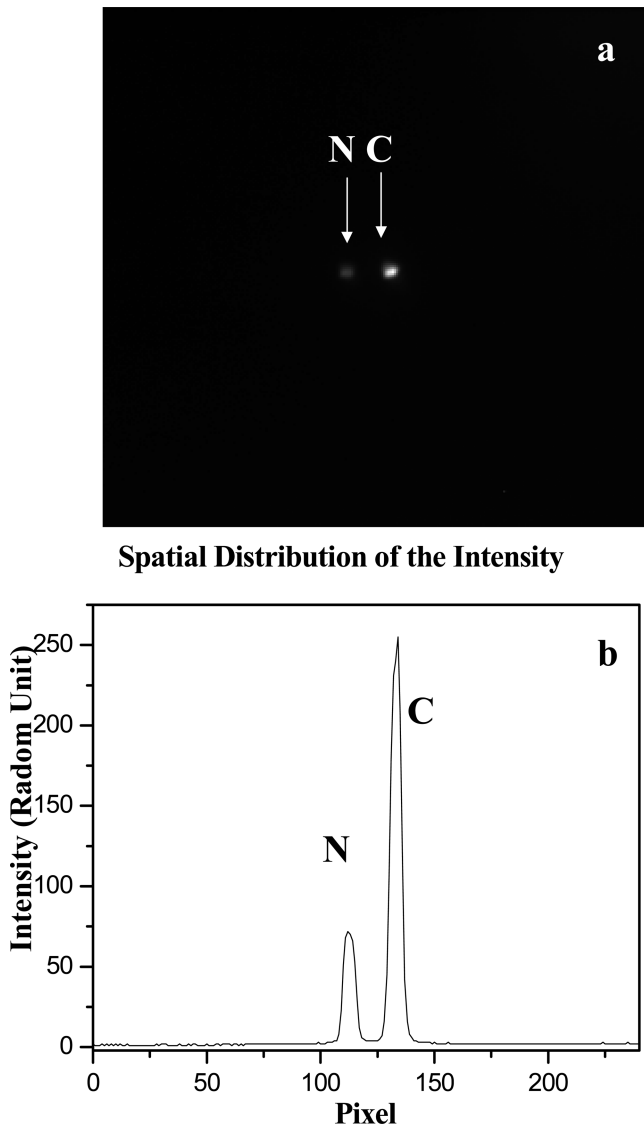 a
N C
Spatial Distribution of the Intensity
b
Intensity (Radom Unit)
250
200
150
100
50
0
C
N
0 50 100 150 200
Pixel